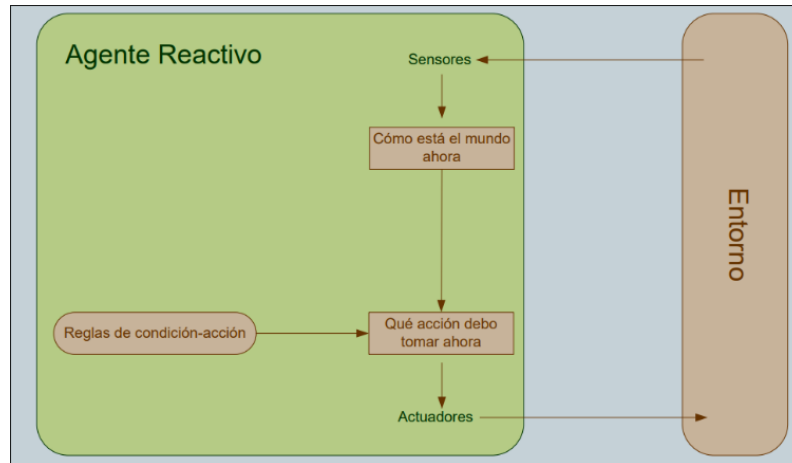 Agente Reactivo
Sensores
Cómo está el mundo
ahora
Entorno
Reglas de condición-acción
Qué acción debo
tomar ahora
Actuadores